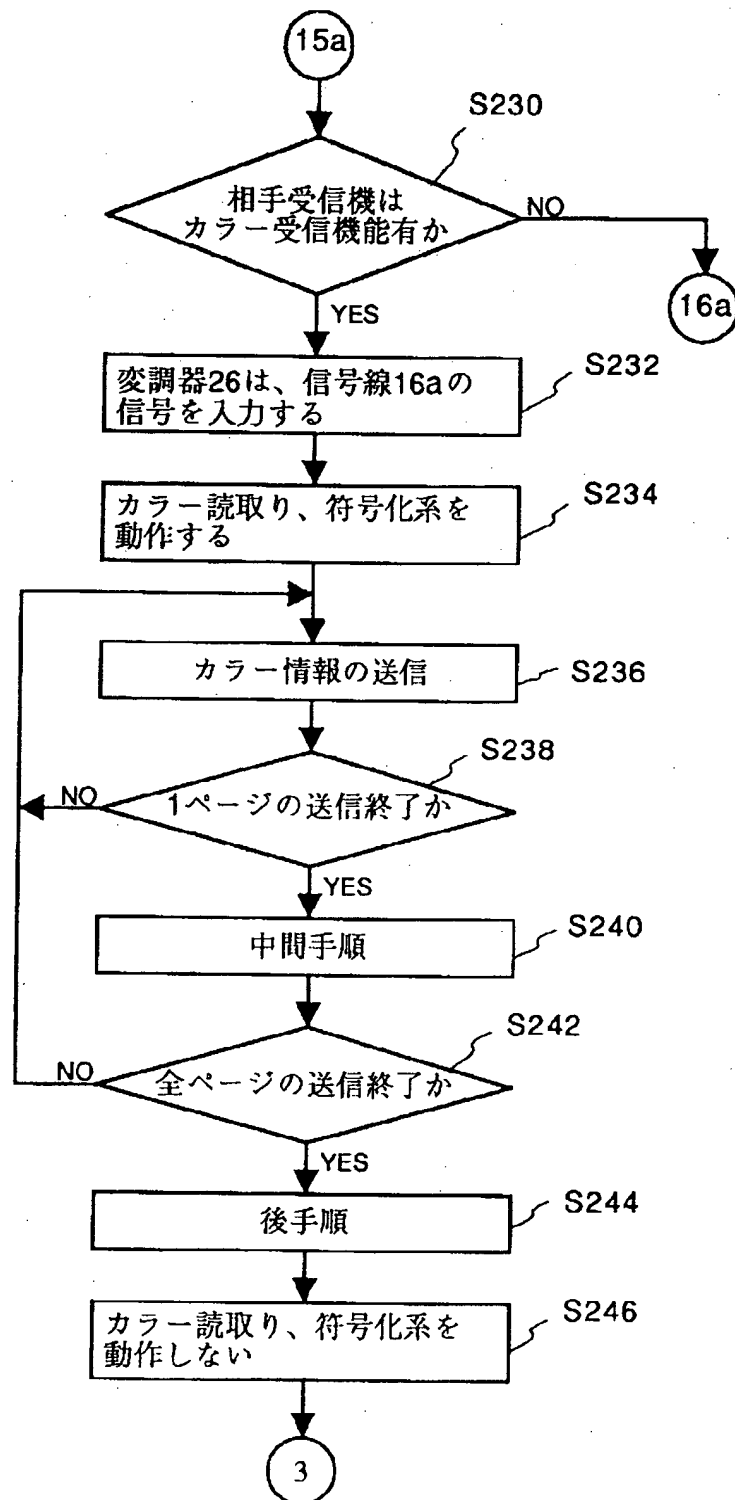 15a
S230
相手受信機は
カラー受信機能有か
NO
16a
YES
S232
変調器26は、信号線16aの
信号を入力する
S234
カラー読取り、符号化系を
動作する
カラー情報の送信
S236
S238
NO
1ページの送信終了か
YES
S240
中間手順
S242
NO
全ページの送信終了か
YES
S244
後手順
S246
カラー読取り、符号化系を
動作しない
3